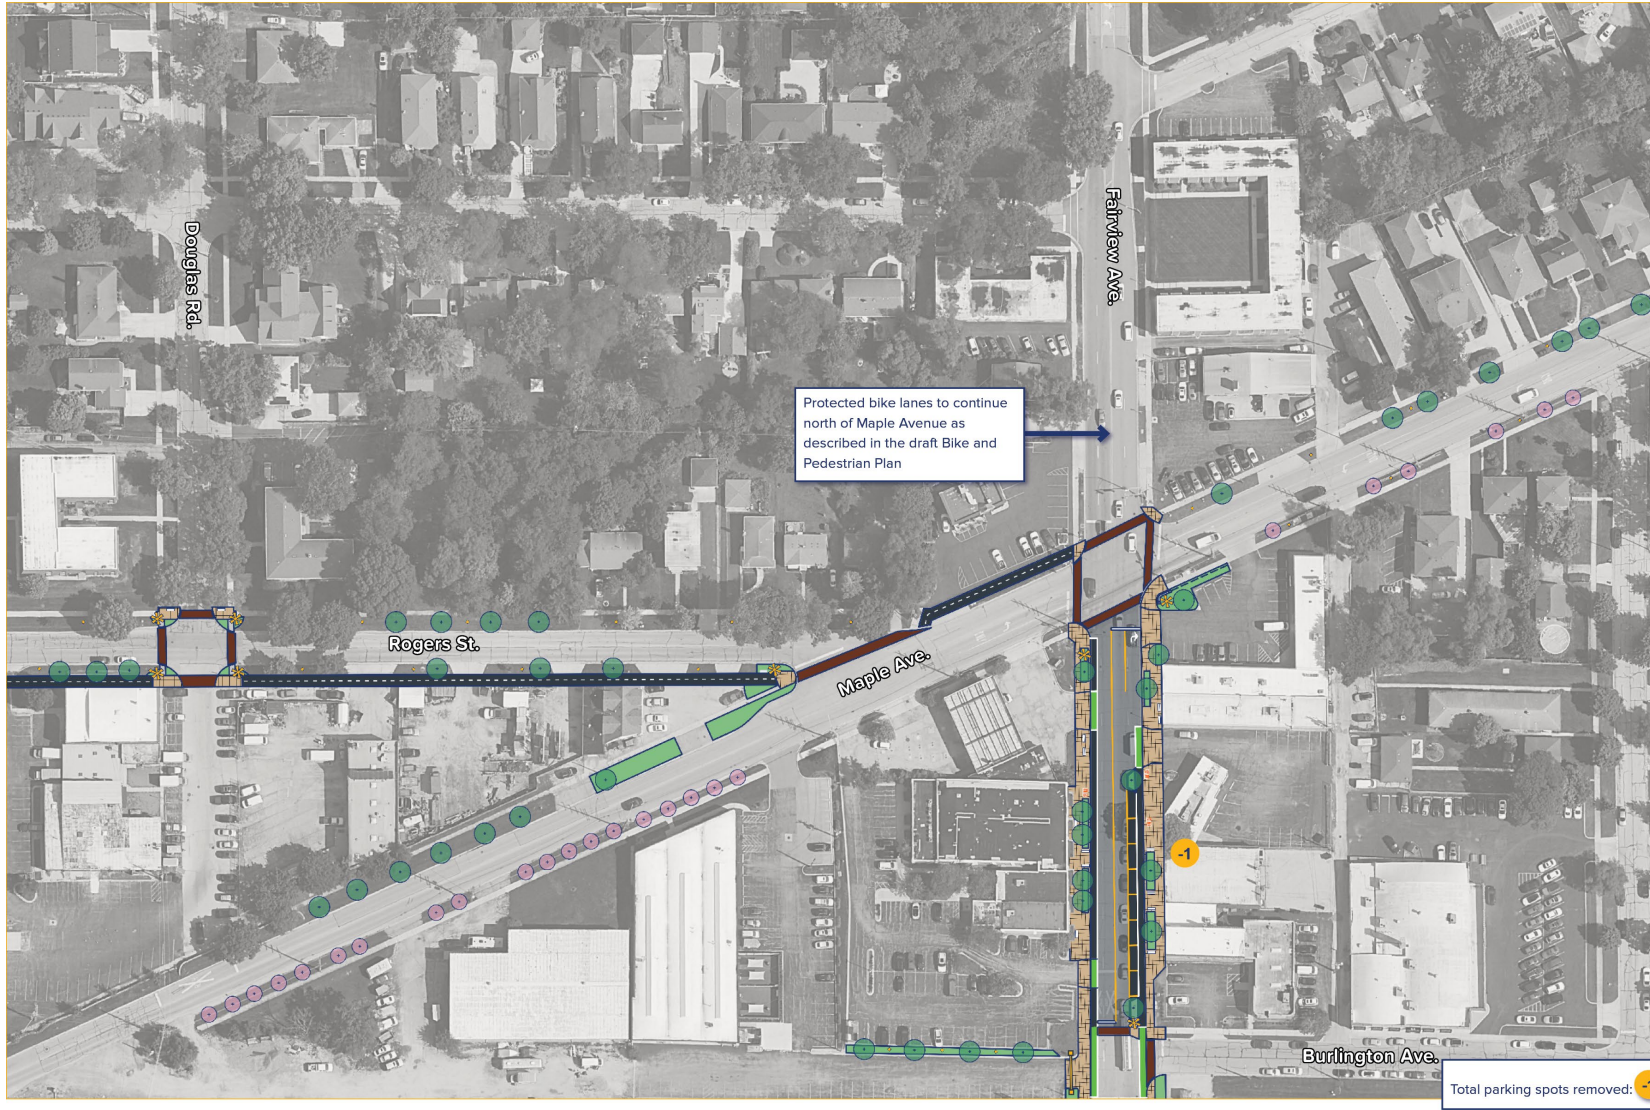 Douglas Rd.
Fairview Ave.
Protected bike lanes to continue
north of Maple Avenue as
described in the draft Bike and
Pedestrian Plan
Rogers St.
Maple Ave.
-1
Burlington Ave.
Total parking spots removed: